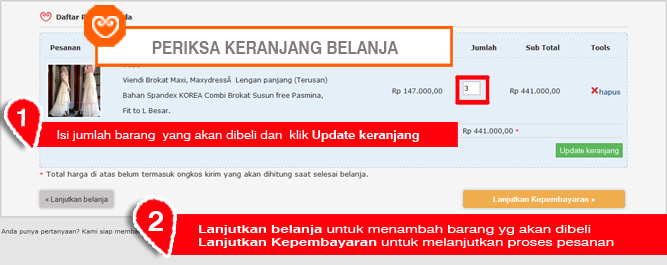 Daftar
PERIKSA KERANJANG BELANJA
Pesanan Jumlah Sub Total Tools
Viendi Brokat Maxi, MaxydressÂ  Lengan panjang (Terusan)
Bahan Spandex KOREA Combi Brokat Susun free Pasmina,
Fit to L Besar.
Rp 147.000,00 3 Rp 441.000,00 hapus
1 Isi jumlah barang yang akan dibeli dan klik Update keranjang
Rp 441.000,00 *
Update keranjang
* Total harga di atas belum termasuk ongkos kirim yang akan dihitung saat selesai belanja.
« Lanjutkan belanja Lanjutkan Kepembayaran »
2 Lanjutkan belanja untuk menambah barang yg akan dibeli
Lanjutkan Kepembayaran untuk melanjutkan proses pesanan
Anda punya pertanyaan? Kami siap